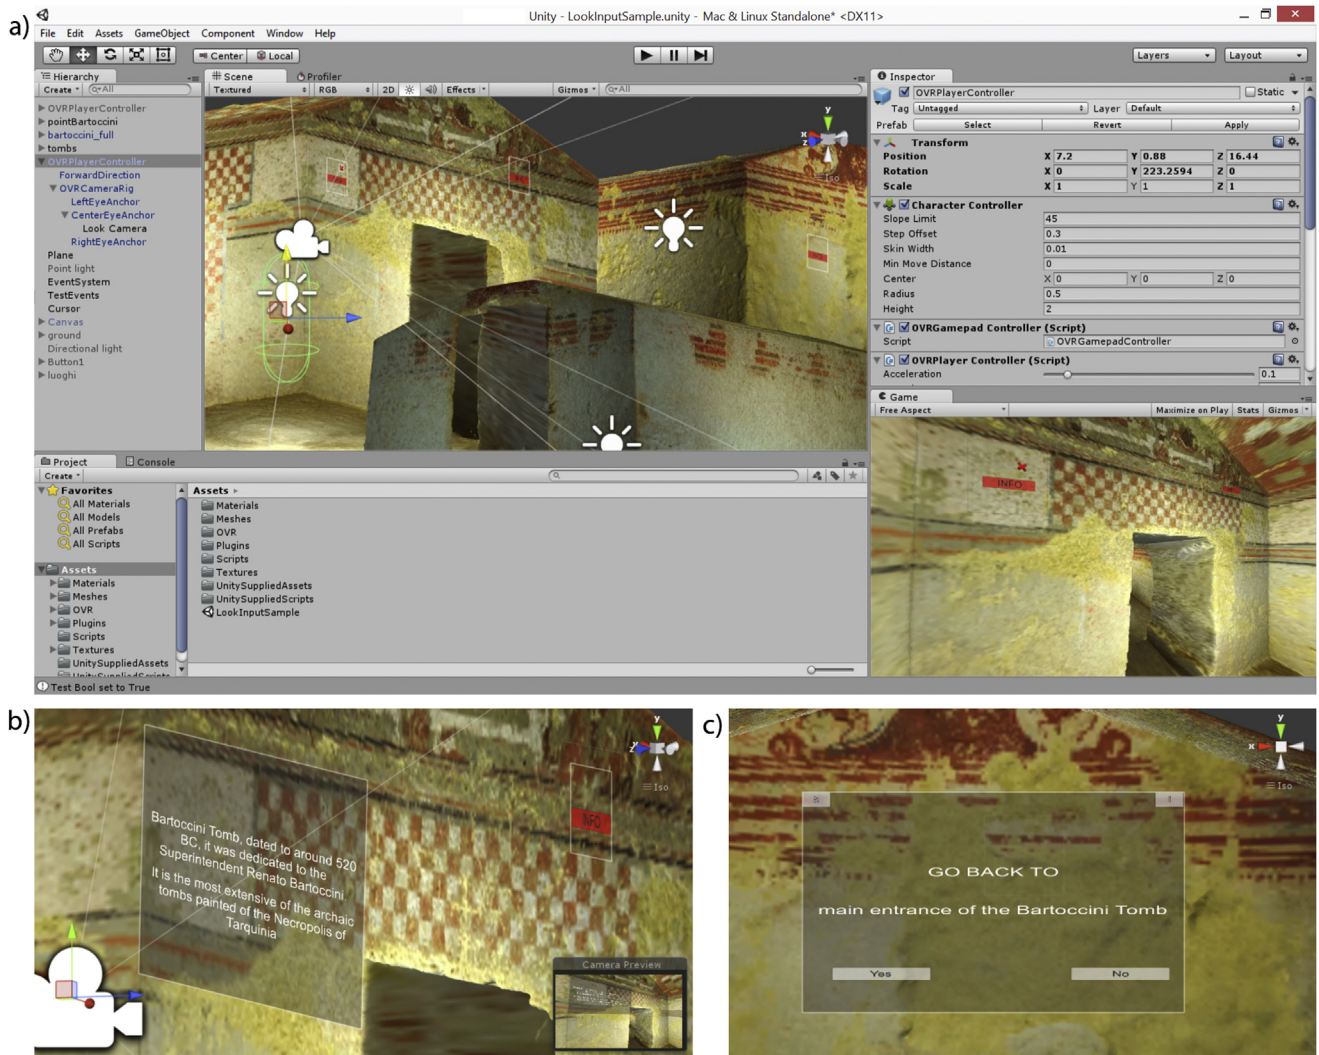 a)
Unity - LookInputSample.unity - Mac & Linux Standalone* <DX11>
File Edit Assets GameObject Component Window Help
Center Local
Layers Layout
Hierarchy
Create All
OVRPlayerController
pointBartoccini
bartoccini_full
tombs
OVRPlayerController
ForwardDirection
OVRCameraRig
LeftEyeAnchor
CenterEyeAnchor
Look Camera
RightEyeAnchor
Plane
Point light
EventSystem
TestEvents
Cursor
Canvas
ground
Directional light
Button1
luoghi
Scene Profiler
Textured RGB 2D Effects Gizmos All
y
x
z
Iso
Inspector
OVRPlayerController Static
Tag Untagged Layer Default
Prefab Select Revert Apply
Transform
Position X 7.2 Y 0.88 Z 16.44
Rotation X 0 Y 223.2594 Z 0
Scale X 1 Y 1 Z 1
Character Controller
Slope Limit 45
Step Offset 0.3
Skin Width 0.01
Min Move Distance 0
Center X 0 Y 0 Z 0
Radius 0.5
Height 2
OVRGamepad Controller (Script)
Script OVRGamepadController
OVRPlayer Controller (Script)
Acceleration 0.1
Game
Free Aspect Maximize on Play Stats Gizmos
INFO
Project Console
Create
Favorites
All Materials
All Models
All Prefabs
All Scripts
Assets
Materials
Meshes
OVR
Plugins
Scripts
Textures
UnitySuppliedAssets
UnitySuppliedScripts
Assets
Materials
Meshes
OVR
Plugins
Scripts
Textures
UnitySuppliedAssets
UnitySuppliedScripts
LookInputSample
Test Bool set to True
b)
Bartoccini Tomb, dated to around 520
BC, it was dedicated to the
Superintendent Renato Bartoccini
It is the most extensive of the archaic
tombs painted of the Necropolis of
Tarquinia
INFO
y
x
z
Iso
Camera Preview
c)
y
x
Iso
GO BACK TO
main entrance of the Bartoccini Tomb
Yes No